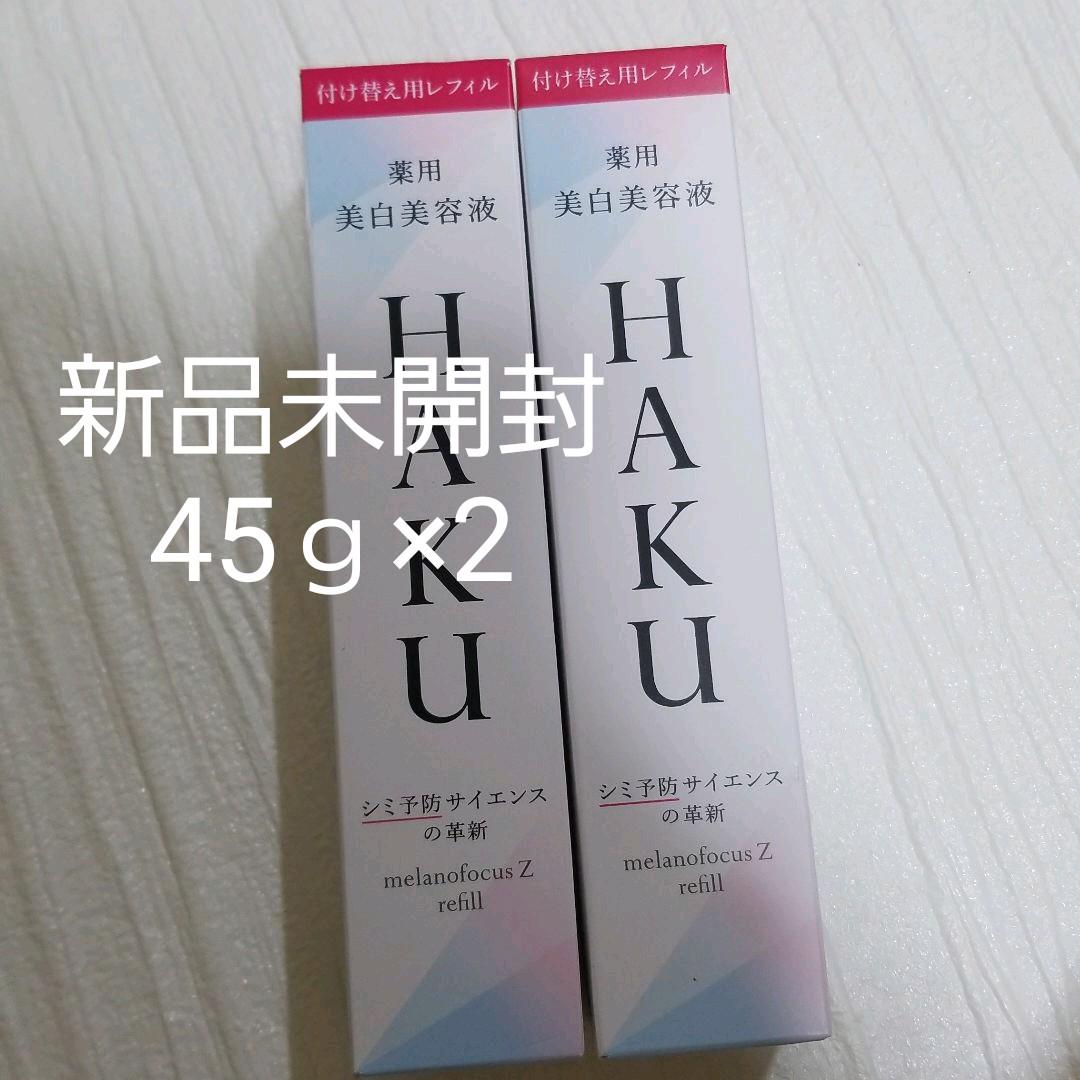 付け替え用レフィル
薬用
美白美容液
HAKU
シミ予防サイエンス
の革新
melanofocus Z
refill
付け替え用レフィル
薬用
美白美容液
HAKU
シミ予防サイエンス
の革新
melanofocus Z
refill
新品未開封
45g×2